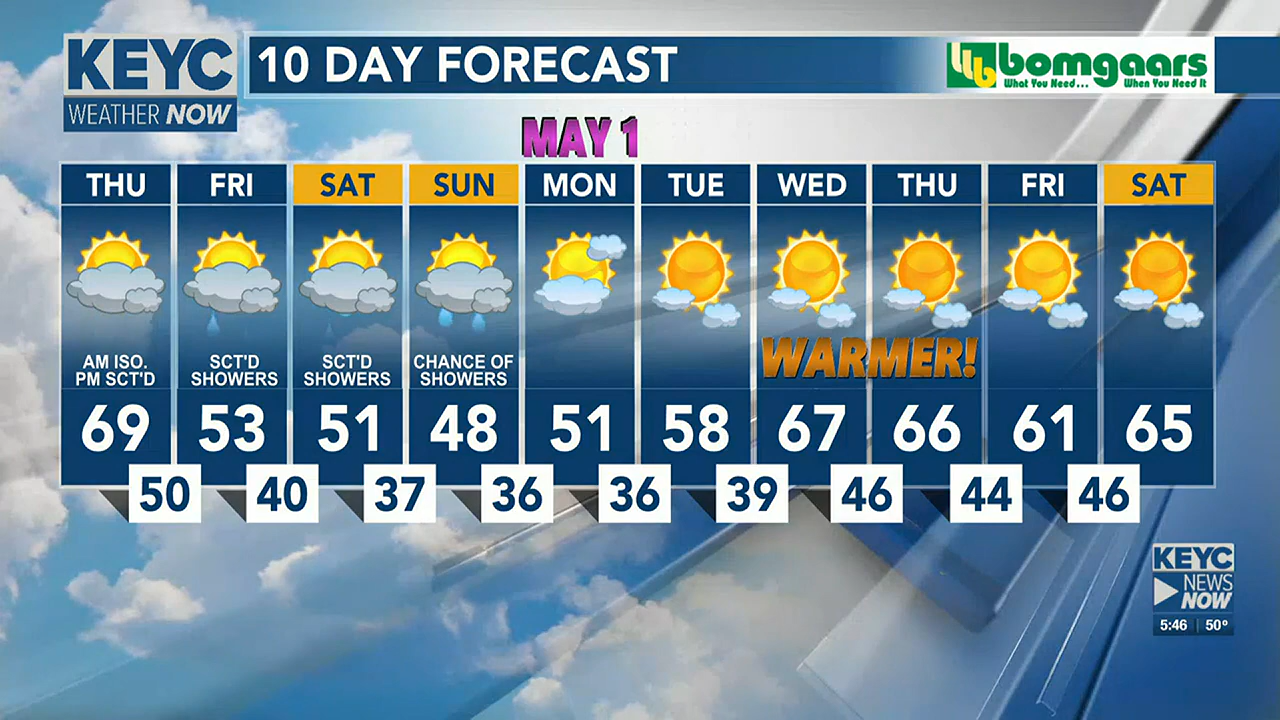 KEYC
WEATHER NOW
10 DAY FORECAST
bomgaars
What You Need... When You Need It
MAY 1
THU FRI SAT SUN MON TUE WED THU FRI SAT
AM ISO. SCT'D SCT'D CHANCE OF
PM SCT'D SHOWERS SHOWERS SHOWERS
WARMER!
69 53 51 48 51 58 67 66 61 65
50 40 37 36 36 39 46 44 46
KEYC
NEWS
NOW
5:46 50°